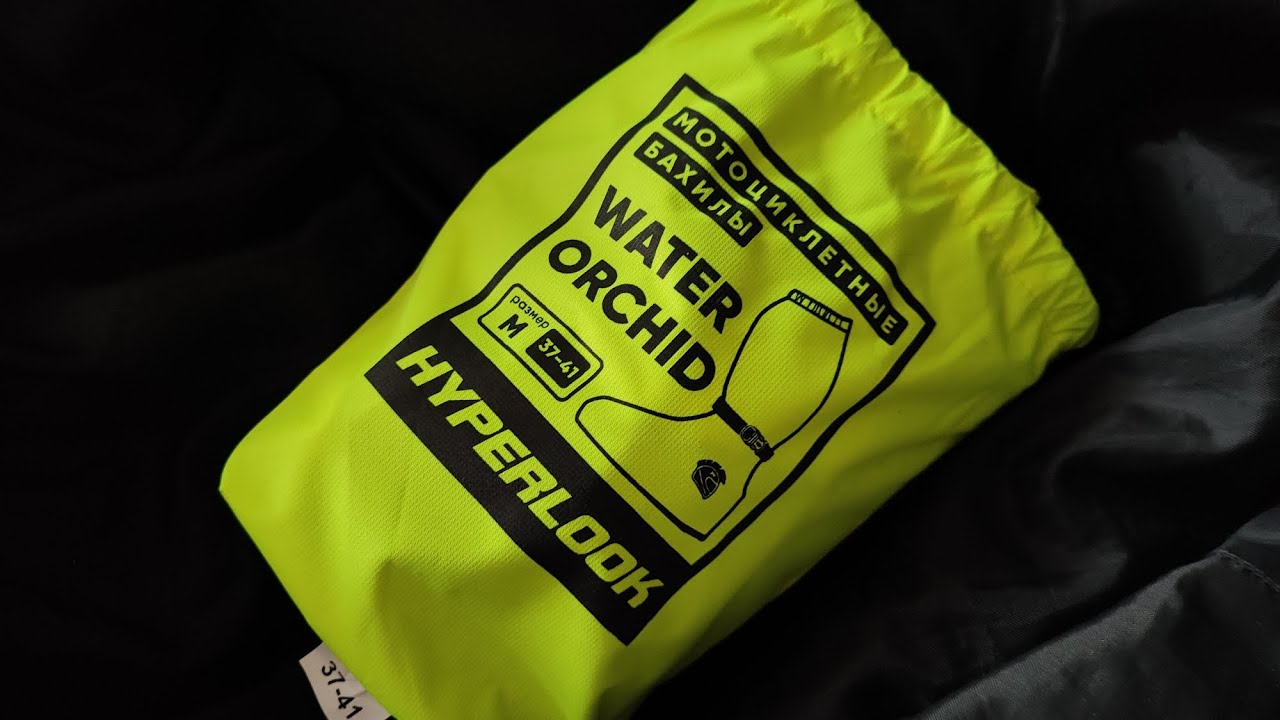 МОТОЦИКЛЕТНЫЕ
БАХИЛЫ
WATER
ORCHID
размер
M 37-41
HYPERLOOK
37-41